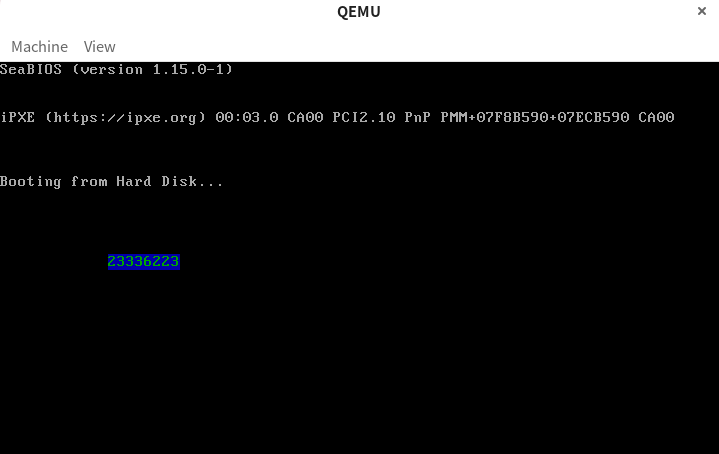 QEMU
×
Machine View
SeaBIOS (version 1.15.0-1)
iPXE (https://ipxe.org) 00:03.0 CA00 PCI2.10 PnP PMM+07F8B590+07ECB590 CA00
Booting from Hard Disk...
23336223